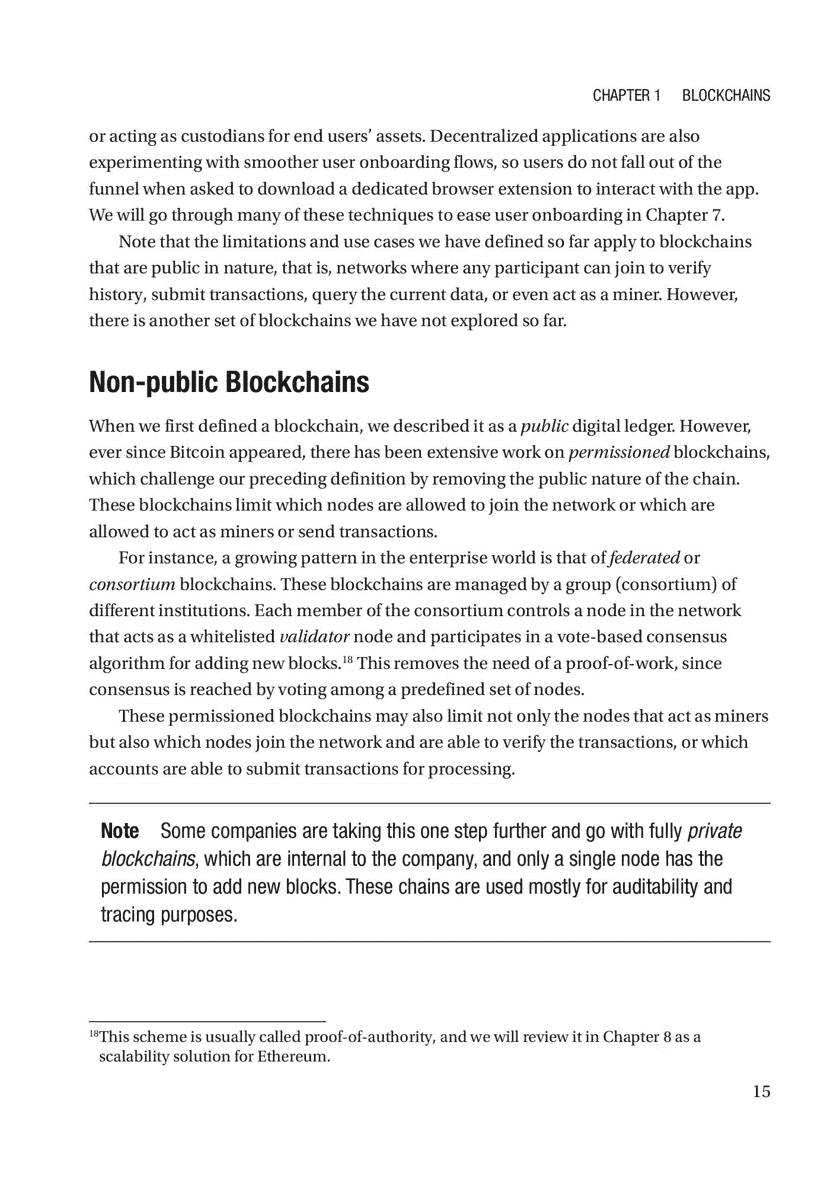 CHAPTER 1 BLOCKCHAINS
or acting as custodians for end users’ assets. Decentralized applications are also
experimenting with smoother user onboarding flows, so users do not fall out of the
funnel when asked to download a dedicated browser extension to interact with the app.
We will go through many of these techniques to ease user onboarding in Chapter 7.
Note that the limitations and use cases we have defined so far apply to blockchains
that are public in nature, that is, networks where any participant can join to verify
history, submit transactions, query the current data, or even act as a miner. However,
there is another set of blockchains we have not explored so far.
Non-public Blockchains
When we first defined a blockchain, we described it as a public digital ledger. However,
ever since Bitcoin appeared, there has been extensive work on permissioned blockchains,
which challenge our preceding definition by removing the public nature of the chain.
These blockchains limit which nodes are allowed to join the network or which are
allowed to act as miners or send transactions.
For instance, a growing pattern in the enterprise world is that of federated or
consortium blockchains. These blockchains are managed by a group (consortium) of
different institutions. Each member of the consortium controls a node in the network
that acts as a whitelisted validator node and participates in a vote-based consensus
algorithm for adding new blocks.18 This removes the need of a proof-of-work, since
consensus is reached by voting among a predefined set of nodes.
These permissioned blockchains may also limit not only the nodes that act as miners
but also which nodes join the network and are able to verify the transactions, or which
accounts are able to submit transactions for processing.
Note Some companies are taking this one step further and go with fully private
blockchains, which are internal to the company, and only a single node has the
permission to add new blocks. These chains are used mostly for auditability and
tracing purposes.
18This scheme is usually called proof-of-authority, and we will review it in Chapter 8 as a
scalability solution for Ethereum.
15